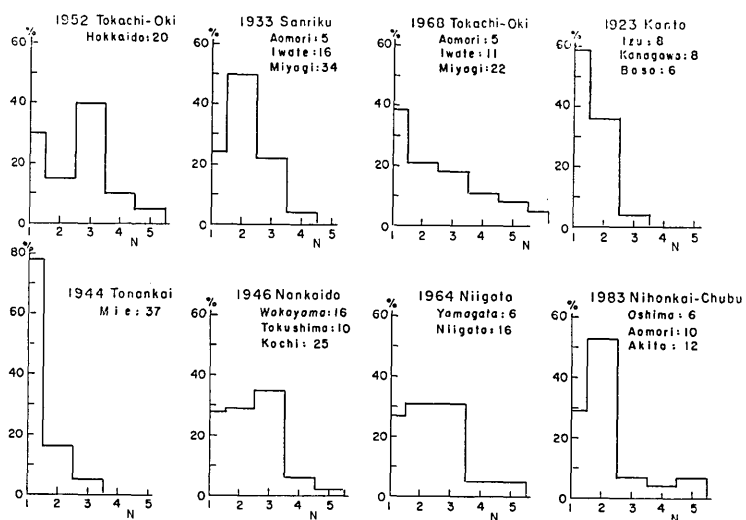 1952 Tokachi-Oki
Hokkaido:20
%
60
40
20
0
1 2 3 4 5
N
1933 Sanriku
Aomori: 5
Iwate :16
Miyagi:34
%
60
40
20
0
1 2 3 4 5
N
1968 Tokachi-Oki
Aomori: 5
Iwate :11
Miyagi:22
%
60
40
20
0
1 2 3 4 5
N
1923 Kanto
Izu : 8
Kanagawa: 8
Boso : 6
%
60
40
20
0
1 2 3 4 5
N
1944 Tonankai
Mie: 37
80
%
60
40
20
0
1 2 3 4 5
N
1946 Nankaido
Wakayama:16
Tokushima:10
Kochi : 25
%
60
40
20
0
1 2 3 4 5
N
1964 Niigata
Yamagata: 6
Niigata: 16
%
60
40
20
0
1 2 3 4 5
N
1983 Nihonkai-Chubu
Oshima : 6
Aomori: 10
Akita : 12
%
60
40
20
0
1 2 3 4 5
N